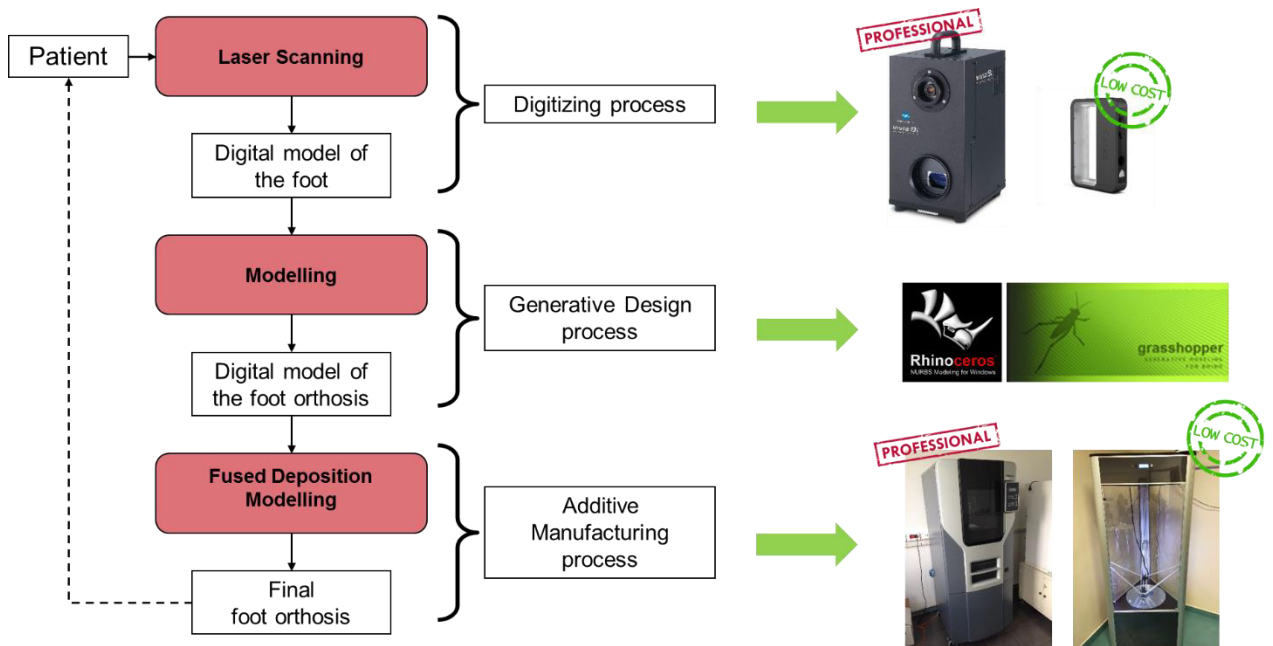 Patient
Laser Scanning
Digital model of
the foot
Digitizing process
PROFESSIONAL
LOW COST
Modelling
Digital model of
the foot orthosis
Generative Design
process
Rhinoceros
NURBS Modeling for Windows
grasshopper
GENERATIVE MODELING
FOR RHINO
Fused Deposition
Modelling
Final
foot orthosis
Additive
Manufacturing
process
PROFESSIONAL
LOW COST